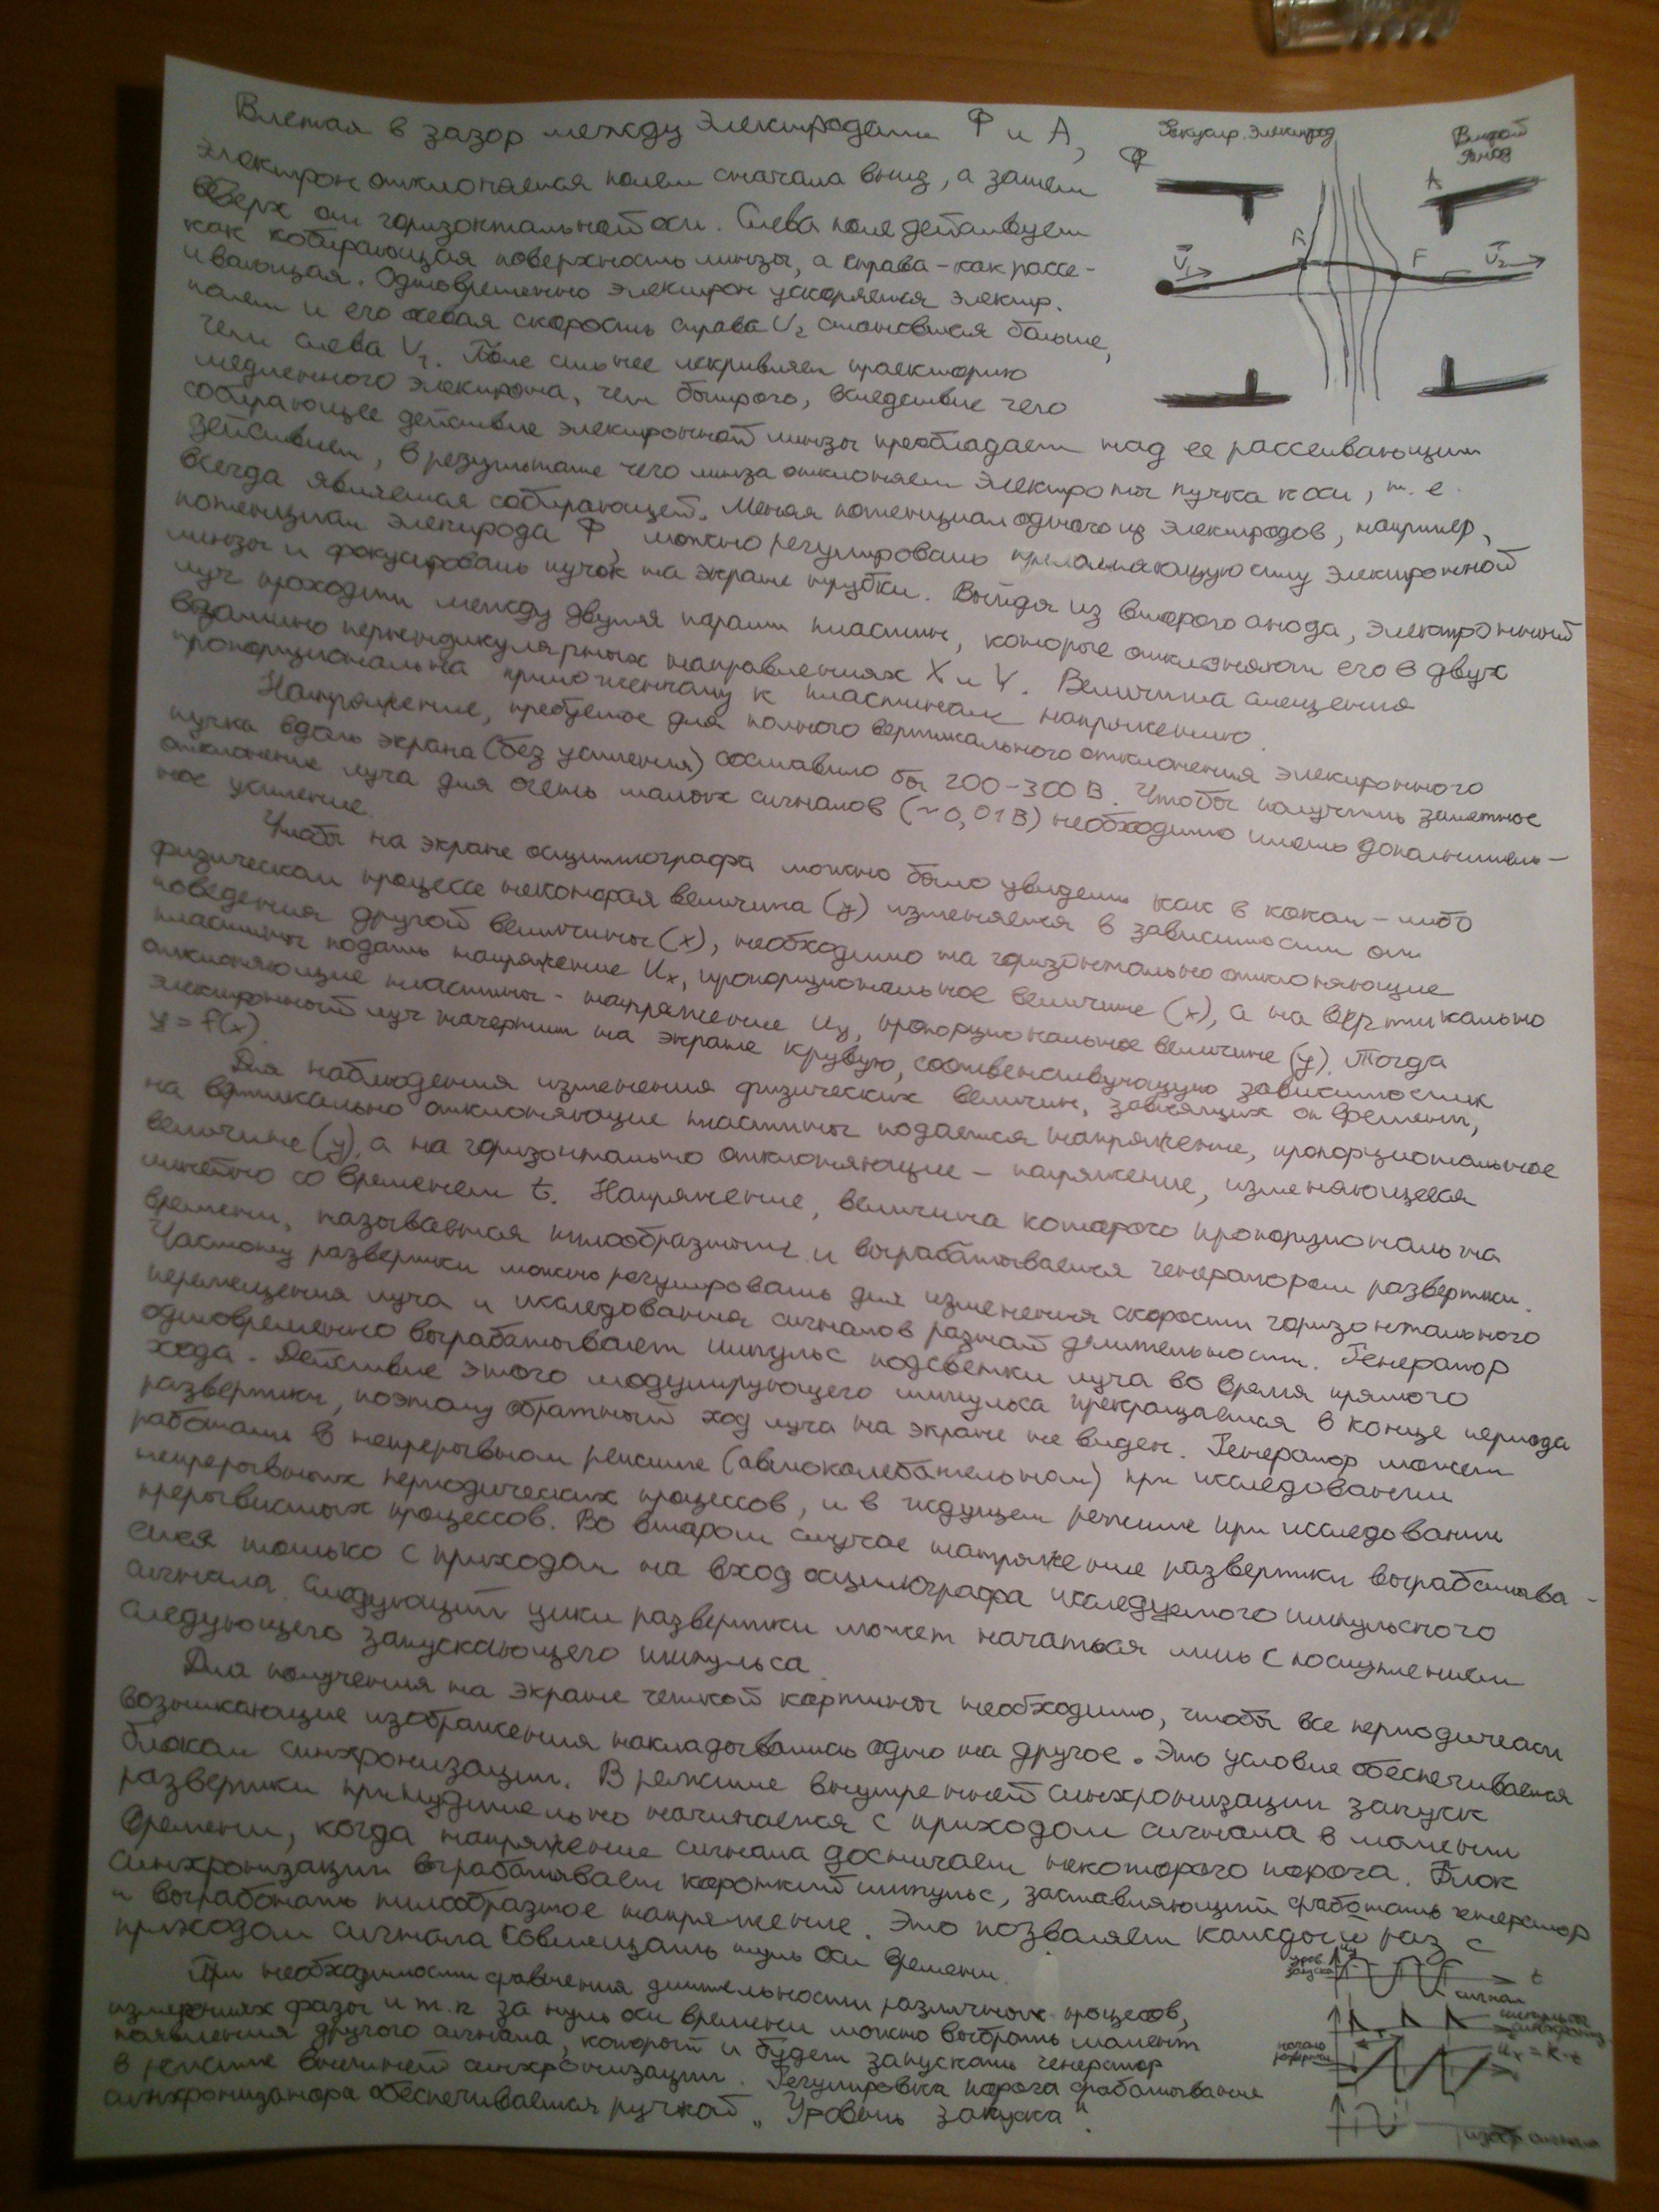 Влетая в зазор между электродами Ф и А,
электрон отклоняется полем сначала вниз, а затем
вверх от горизонтальной оси. Слева поле действует
как собирающая поверхность линзы, а справа - как рассе-
ивающая. Одновременно электрон ускоряется электр.
полем и его осевая скорость справа V₂ становится больше,
чем слева V₁. Поле сильнее искривляет траекторию
медленного электрона, чем быстрого, вследствие чего
собирающее действие электронной линзы преобладает над ее рассеивающим
действием, в результате чего линза отклоняет электроны пучка к оси, т.е.
всегда является собирающей. Меняя потенциал одного из электродов, например,
потенциал электрода Ф, можно регулировать преломляющую силу электронной
линзы и фокусировать пучок на экране трубки. Выйдя из второго анода, электронный
луч проходит между двумя парами пластин, которые отклоняют его в двух
взаимно перпендикулярных направлениях X и Y. Величина смещения
пропорциональна приложенному к пластинам напряжению.
Напряжение, требуемое для полного вертикального отклонения электронного
пучка вдоль экрана (без усиления) составило бы 200-300 В. Чтобы получить заметное
отклонение луча для очень малых сигналов (~0,01В) необходимо иметь дополнитель-
ное усиление.
Чтобы на экране осциллографа можно было увидеть как в каком-либо
физическом процессе некоторая величина (y) изменяется в зависимости от
поведения другой величины (x), необходимо на горизонтально отклоняющие
пластины подать напряжение Uₓ, пропорциональное величине (x), а на вертикально
отклоняющие пластины - напряжение Uy, пропорциональное величине (y). Тогда
электронный луч начертит на экране кривую, соответствующую зависимости
y=f(x).
Для наблюдения изменения физических величин, зависящих от времени,
на вертикально отклоняющие пластины подается напряжение, пропорциональное
величине (y), а на горизонтально отклоняющие - напряжение, изменяющееся
линейно со временем t. Напряжение, величина которого пропорциональна
времени, называется пилообразным и вырабатывается генератором развертки.
Частоту развертки можно регулировать для изменения скорости горизонтального
перемещения луча и исследования сигналов разной длительности. Генератор
одновременно вырабатывает импульс подсветки луча во время прямого
хода. Действие этого модулирующего импульса прекращается в конце периода
развертки, поэтому обратный ход луча на экране не виден. Генератор может
работать в непрерывном режиме (автоколебательном) при исследовании
непрерывных периодических процессов, и в ждущем режиме при исследовании
прерывистых процессов. Во втором случае напряжение развертки вырабатыва-
ется только с приходом на вход осциллографа исследуемого импульсного
сигнала. Следующий цикл развертки может начаться лишь с поступлением
следующего запускающего импульса.
Для получения на экране четкой картины необходимо, чтобы все периодически
возникающие изображения накладывались одно на другое. Это условие обеспечивается
блоком синхронизации. В режиме внутренней синхронизации запуск
развертки принудительно начинается с приходом сигнала в момент
времени, когда напряжение сигнала достигает некоторого порога. Блок
синхронизации вырабатывает короткий импульс, заставляющий сработать генератор
и выработать пилообразное напряжение. Это позволяет каждый раз с
приходом сигнала совмещать нуль оси времени.
При необходимости сравнения длительности различных процессов,
измерениях фазы и т.п. за нуль оси времени можно выбрать момент
появления другого сигнала, который и будет запускать генератор
в режиме внешней синхронизации. Регулировка порога срабатывания
синхронизатора обеспечивается ручкой „Уровень запуска".
Фокусир. электрод
Второй
анод
Ф
A
A
F
V₁
V₂
Uy
уров.
запуска
t
сигнал
начало
развертки
Uₓ = k·t